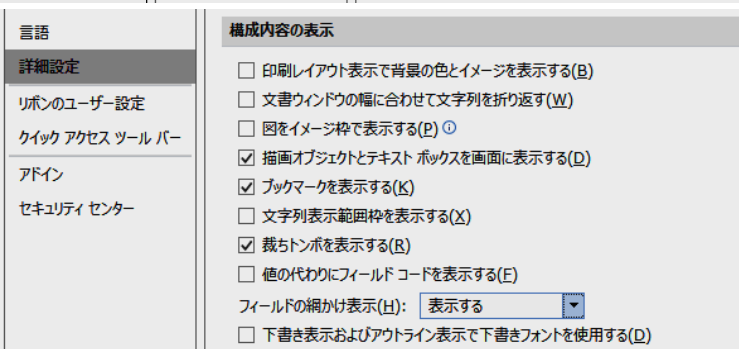 言語
詳細設定
リボンのユーザー設定
クイック アクセス ツール バー
アドイン
セキュリティ センター
構成内容の表示
印刷レイアウト表示で背景の色とイメージを表示する(B)
文書ウィンドウの幅に合わせて文字列を折り返す(W)
図をイメージ枠で表示する(P)
描画オブジェクトとテキスト ボックスを画面に表示する(D)
ブックマークを表示する(K)
文字列表示範囲枠を表示する(X)
裁ちトンボを表示する(R)
値の代わりにフィールド コードを表示する(F)
フィールドの網かけ表示(H): 表示する
下書き表示およびアウトライン表示で下書きフォントを使用する(D)